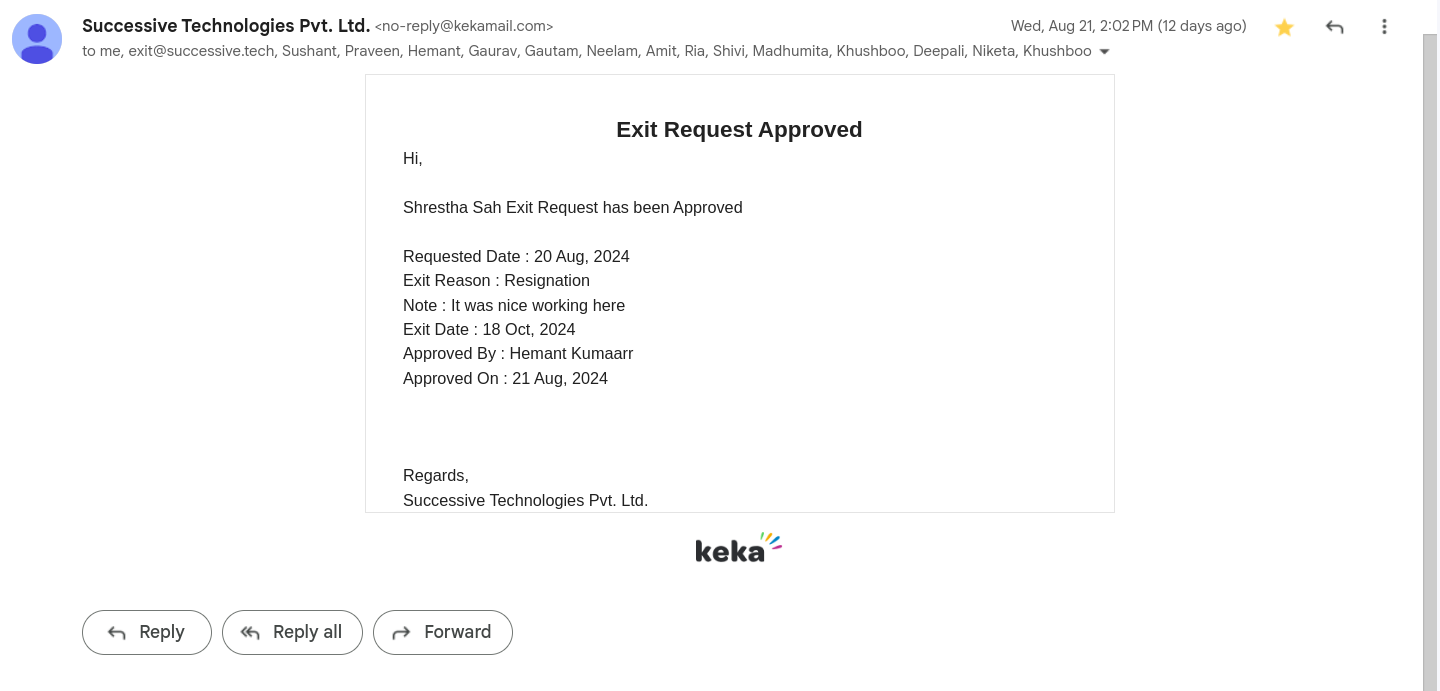 Successive Technologies Pvt. Ltd. <no-reply@kekamail.com> Wed, Aug 21, 2:02 PM (12 days ago)
to me, exit@successive.tech, Sushant, Praveen, Hemant, Gaurav, Gautam, Neelam, Amit, Ria, Shivi, Madhumita, Khushboo, Deepali, Niketa, Khushboo
Exit Request Approved
Hi,
Shrestha Sah Exit Request has been Approved
Requested Date : 20 Aug, 2024
Exit Reason : Resignation
Note : It was nice working here
Exit Date : 18 Oct, 2024
Approved By : Hemant Kumaarr
Approved On : 21 Aug, 2024
Regards,
Successive Technologies Pvt. Ltd.
keka
Reply Reply all Forward